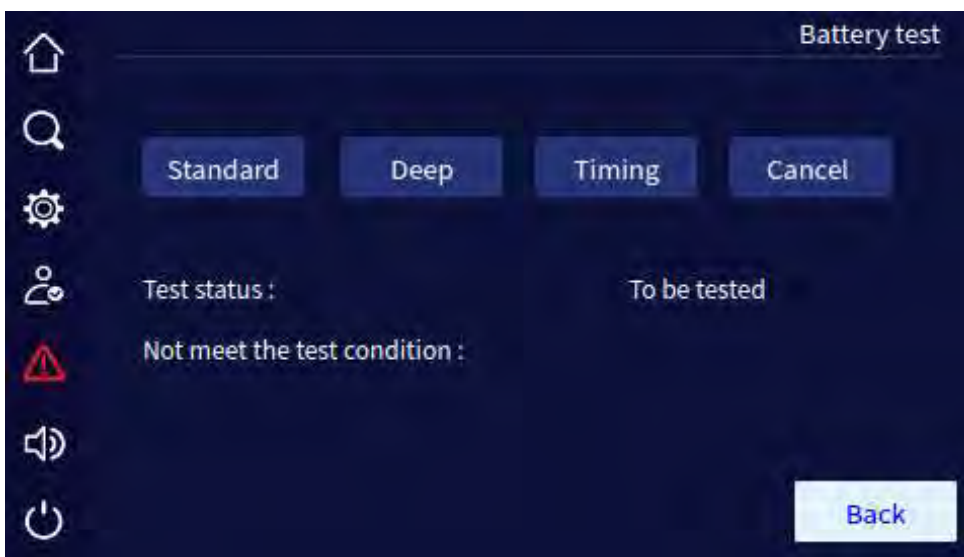 Battery test
Standard Deep Timing Cancel
Test status : To be tested
Not meet the test condition :
Back